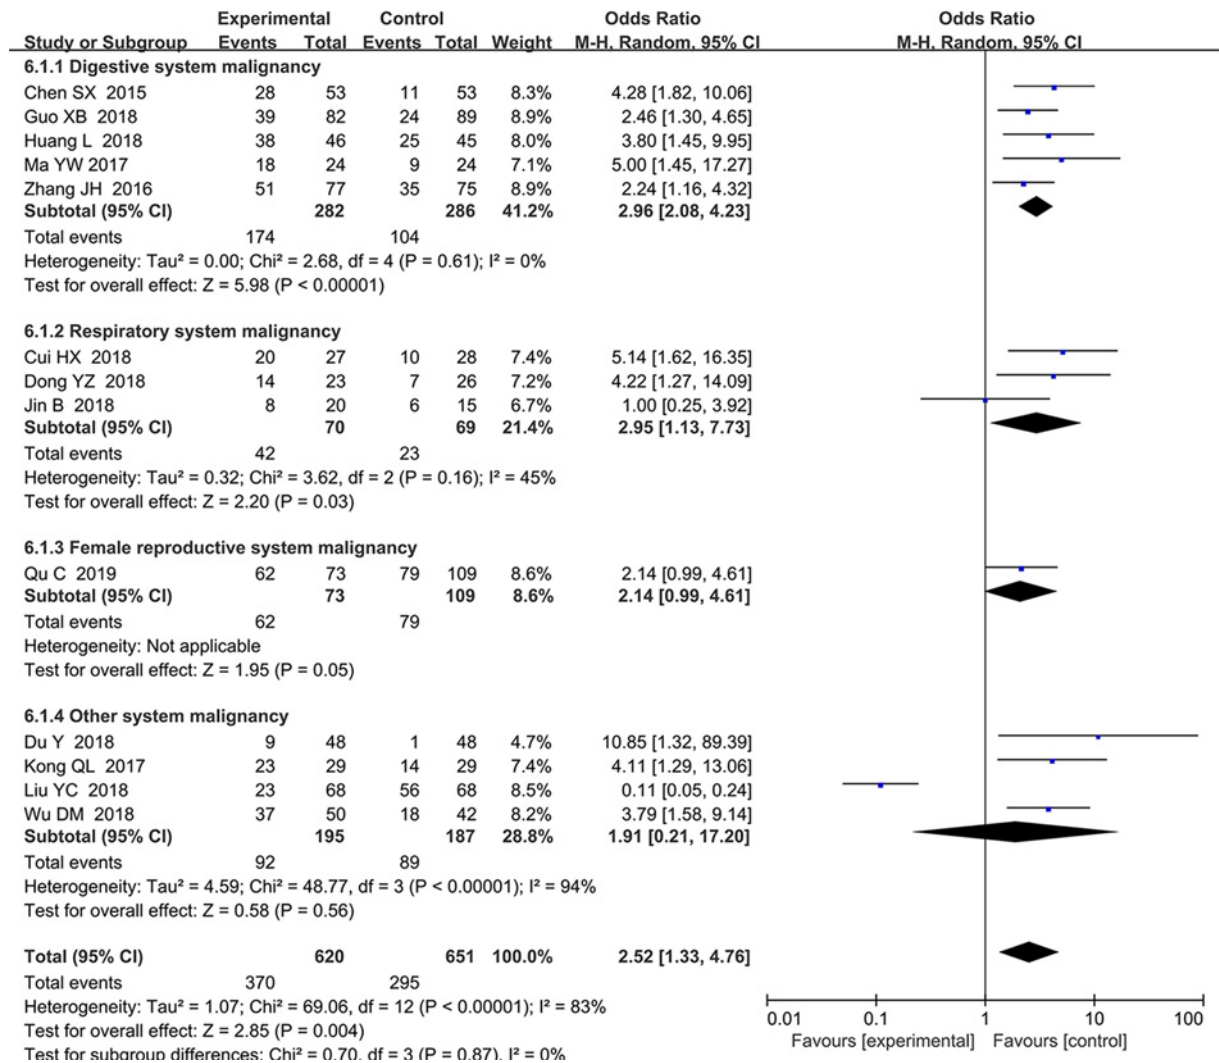 Experimental Control Odds Ratio Odds Ratio
Study or Subgroup Events Total Events Total Weight M-H, Random, 95% CI M-H, Random, 95% CI
6.1.1 Digestive system malignancy
Chen SX 2015 28 53 11 53 8.3% 4.28 [1.82, 10.06]
Guo XB 2018 39 82 24 89 8.9% 2.46 [1.30, 4.65]
Huang L 2018 38 46 25 45 8.0% 3.80 [1.45, 9.95]
Ma YW 2017 18 24 9 24 7.1% 5.00 [1.45, 17.27]
Zhang JH 2016 51 77 35 75 8.9% 2.24 [1.16, 4.32]
Subtotal (95% CI) 282 286 41.2% 2.96 [2.08, 4.23]
Total events 174 104
Heterogeneity: Tau² = 0.00; Chi² = 2.68, df = 4 (P = 0.61); I² = 0%
Test for overall effect: Z = 5.98 (P < 0.00001)
6.1.2 Respiratory system malignancy
Cui HX 2018 20 27 10 28 7.4% 5.14 [1.62, 16.35]
Dong YZ 2018 14 23 7 26 7.2% 4.22 [1.27, 14.09]
Jin B 2018 8 20 6 15 6.7% 1.00 [0.25, 3.92]
Subtotal (95% CI) 70 69 21.4% 2.95 [1.13, 7.73]
Total events 42 23
Heterogeneity: Tau² = 0.32; Chi² = 3.62, df = 2 (P = 0.16); I² = 45%
Test for overall effect: Z = 2.20 (P = 0.03)
6.1.3 Female reproductive system malignancy
Qu C 2019 62 73 79 109 8.6% 2.14 [0.99, 4.61]
Subtotal (95% CI) 73 109 8.6% 2.14 [0.99, 4.61]
Total events 62 79
Heterogeneity: Not applicable
Test for overall effect: Z = 1.95 (P = 0.05)
6.1.4 Other system malignancy
Du Y 2018 9 48 1 48 4.7% 10.85 [1.32, 89.39]
Kong QL 2017 23 29 14 29 7.4% 4.11 [1.29, 13.06]
Liu YC 2018 23 68 56 68 8.5% 0.11 [0.05, 0.24]
Wu DM 2018 37 50 18 42 8.2% 3.79 [1.58, 9.14]
Subtotal (95% CI) 195 187 28.8% 1.91 [0.21, 17.20]
Total events 92 89
Heterogeneity: Tau² = 4.59; Chi² = 48.77, df = 3 (P < 0.00001); I² = 94%
Test for overall effect: Z = 0.58 (P = 0.56)
Total (95% CI) 620 651 100.0% 2.52 [1.33, 4.76]
Total events 370 295
Heterogeneity: Tau² = 1.07; Chi² = 69.06, df = 12 (P < 0.00001); I² = 83%
Test for overall effect: Z = 2.85 (P = 0.004)
Test for subgroup differences: Chi² = 0.70, df = 3 (P = 0.87), I² = 0%
0.01 0.1 1 10 100
Favours [experimental] Favours [control]